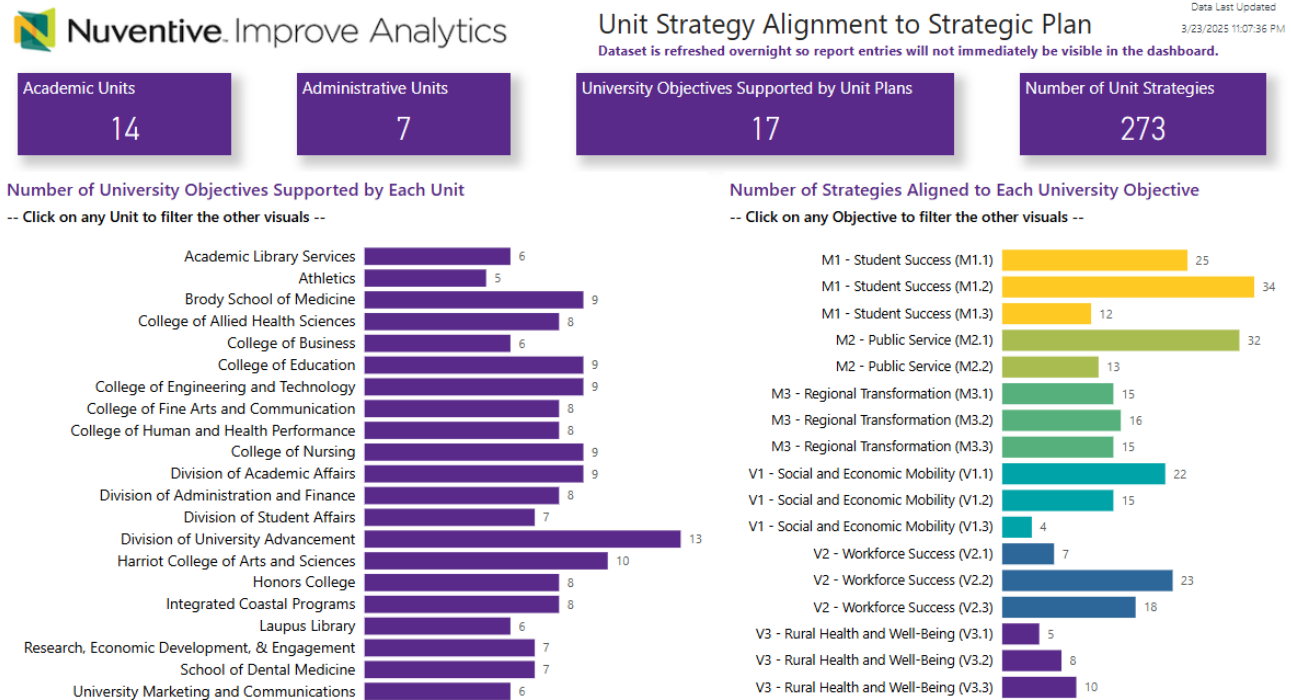 Nuventive. Improve Analytics
Unit Strategy Alignment to Strategic Plan
Dataset is refreshed overnight so report entries will not immediately be visible in the dashboard.
Data Last Updated
3/23/2025 11:07:36 PM
Academic Units
14
Administrative Units
7
University Objectives Supported by Unit Plans
17
Number of Unit Strategies
273
Number of University Objectives Supported by Each Unit
-- Click on any Unit to filter the other visuals --
Academic Library Services 6
Athletics 5
Brody School of Medicine 9
College of Allied Health Sciences 8
College of Business 6
College of Education 9
College of Engineering and Technology 9
College of Fine Arts and Communication 8
College of Human and Health Performance 8
College of Nursing 9
Division of Academic Affairs 9
Division of Administration and Finance 8
Division of Student Affairs 7
Division of University Advancement 13
Harriot College of Arts and Sciences 10
Honors College 8
Integrated Coastal Programs 8
Laupus Library 6
Research, Economic Development, & Engagement 7
School of Dental Medicine 7
University Marketing and Communications 6
Number of Strategies Aligned to Each University Objective
-- Click on any Objective to filter the other visuals --
M1 - Student Success (M1.1) 25
M1 - Student Success (M1.2) 34
M1 - Student Success (M1.3) 12
M2 - Public Service (M2.1) 32
M2 - Public Service (M2.2) 13
M3 - Regional Transformation (M3.1) 15
M3 - Regional Transformation (M3.2) 16
M3 - Regional Transformation (M3.3) 15
V1 - Social and Economic Mobility (V1.1) 22
V1 - Social and Economic Mobility (V1.2) 15
V1 - Social and Economic Mobility (V1.3) 4
V2 - Workforce Success (V2.1) 7
V2 - Workforce Success (V2.2) 23
V2 - Workforce Success (V2.3) 18
V3 - Rural Health and Well-Being (V3.1) 5
V3 - Rural Health and Well-Being (V3.2) 8
V3 - Rural Health and Well-Being (V3.3) 10